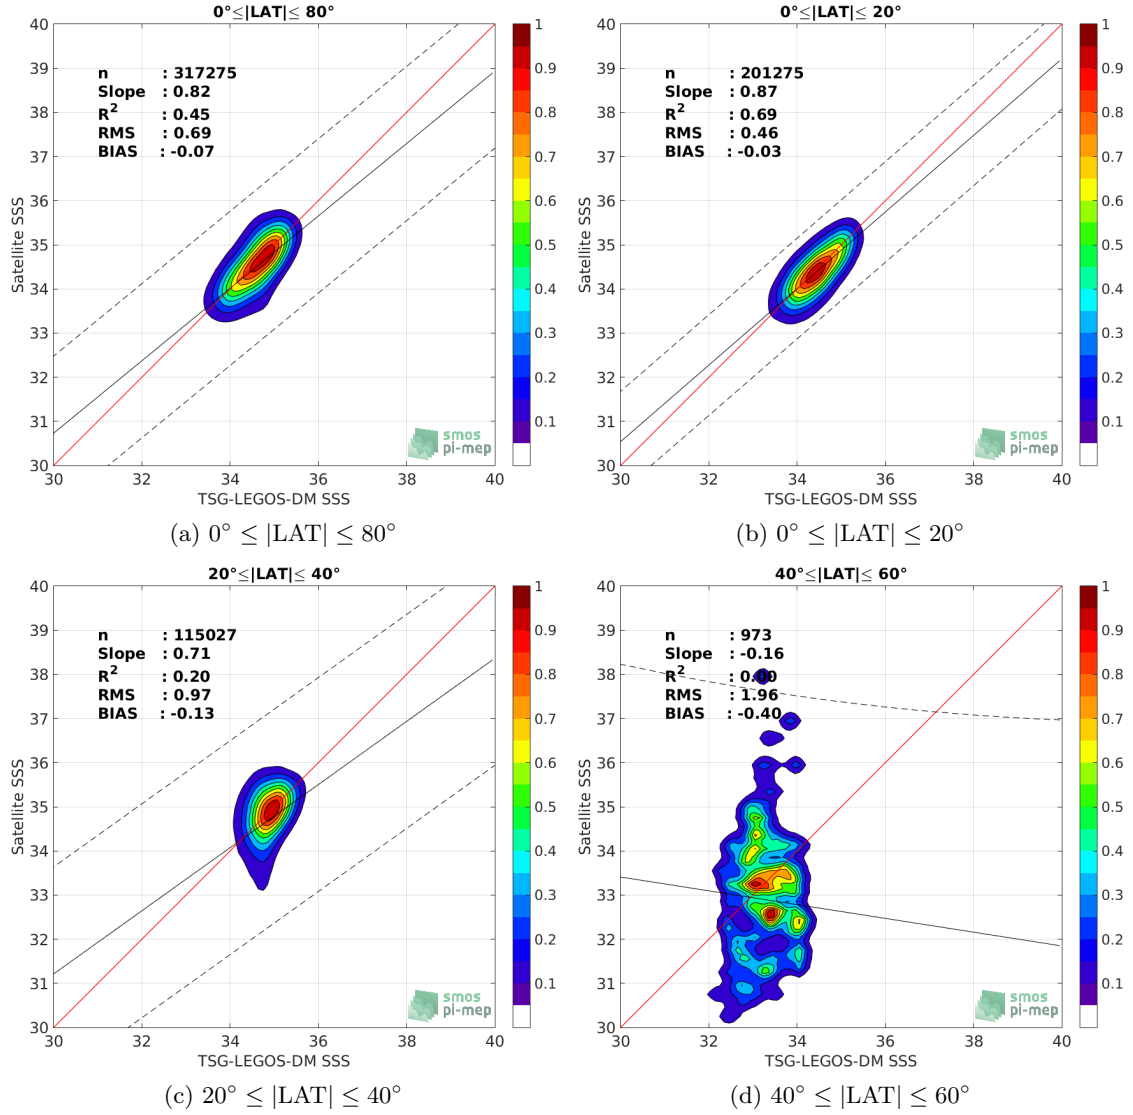 0°≤|LAT|≤ 80°
40
39
38
37
36
35
34
33
32
31
30
30 32 34 36 38 40
Satellite SSS
TSG-LEGOS-DM SSS
n : 317275
Slope : 0.82
R2 : 0.45
RMS : 0.69
BIAS : -0.07
smos
pi-mep
1
0.9
0.8
0.7
0.6
0.5
0.4
0.3
0.2
0.1
(a) 0° ≤ |LAT| ≤ 80°
0°≤|LAT|≤ 20°
40
39
38
37
36
35
34
33
32
31
30
30 32 34 36 38 40
Satellite SSS
TSG-LEGOS-DM SSS
n : 201275
Slope : 0.87
R2 : 0.69
RMS : 0.46
BIAS : -0.03
smos
pi-mep
1
0.9
0.8
0.7
0.6
0.5
0.4
0.3
0.2
0.1
(b) 0° ≤ |LAT| ≤ 20°
20°≤|LAT|≤ 40°
40
39
38
37
36
35
34
33
32
31
30
30 32 34 36 38 40
Satellite SSS
TSG-LEGOS-DM SSS
n : 115027
Slope : 0.71
R2 : 0.20
RMS : 0.97
BIAS : -0.13
smos
pi-mep
1
0.9
0.8
0.7
0.6
0.5
0.4
0.3
0.2
0.1
(c) 20° ≤ |LAT| ≤ 40°
40°≤|LAT|≤ 60°
40
39
38
37
36
35
34
33
32
31
30
30 32 34 36 38 40
Satellite SSS
TSG-LEGOS-DM SSS
n : 973
Slope : -0.16
R2 : 0.00
RMS : 1.96
BIAS : -0.40
smos
pi-mep
1
0.9
0.8
0.7
0.6
0.5
0.4
0.3
0.2
0.1
(d) 40° ≤ |LAT| ≤ 60°